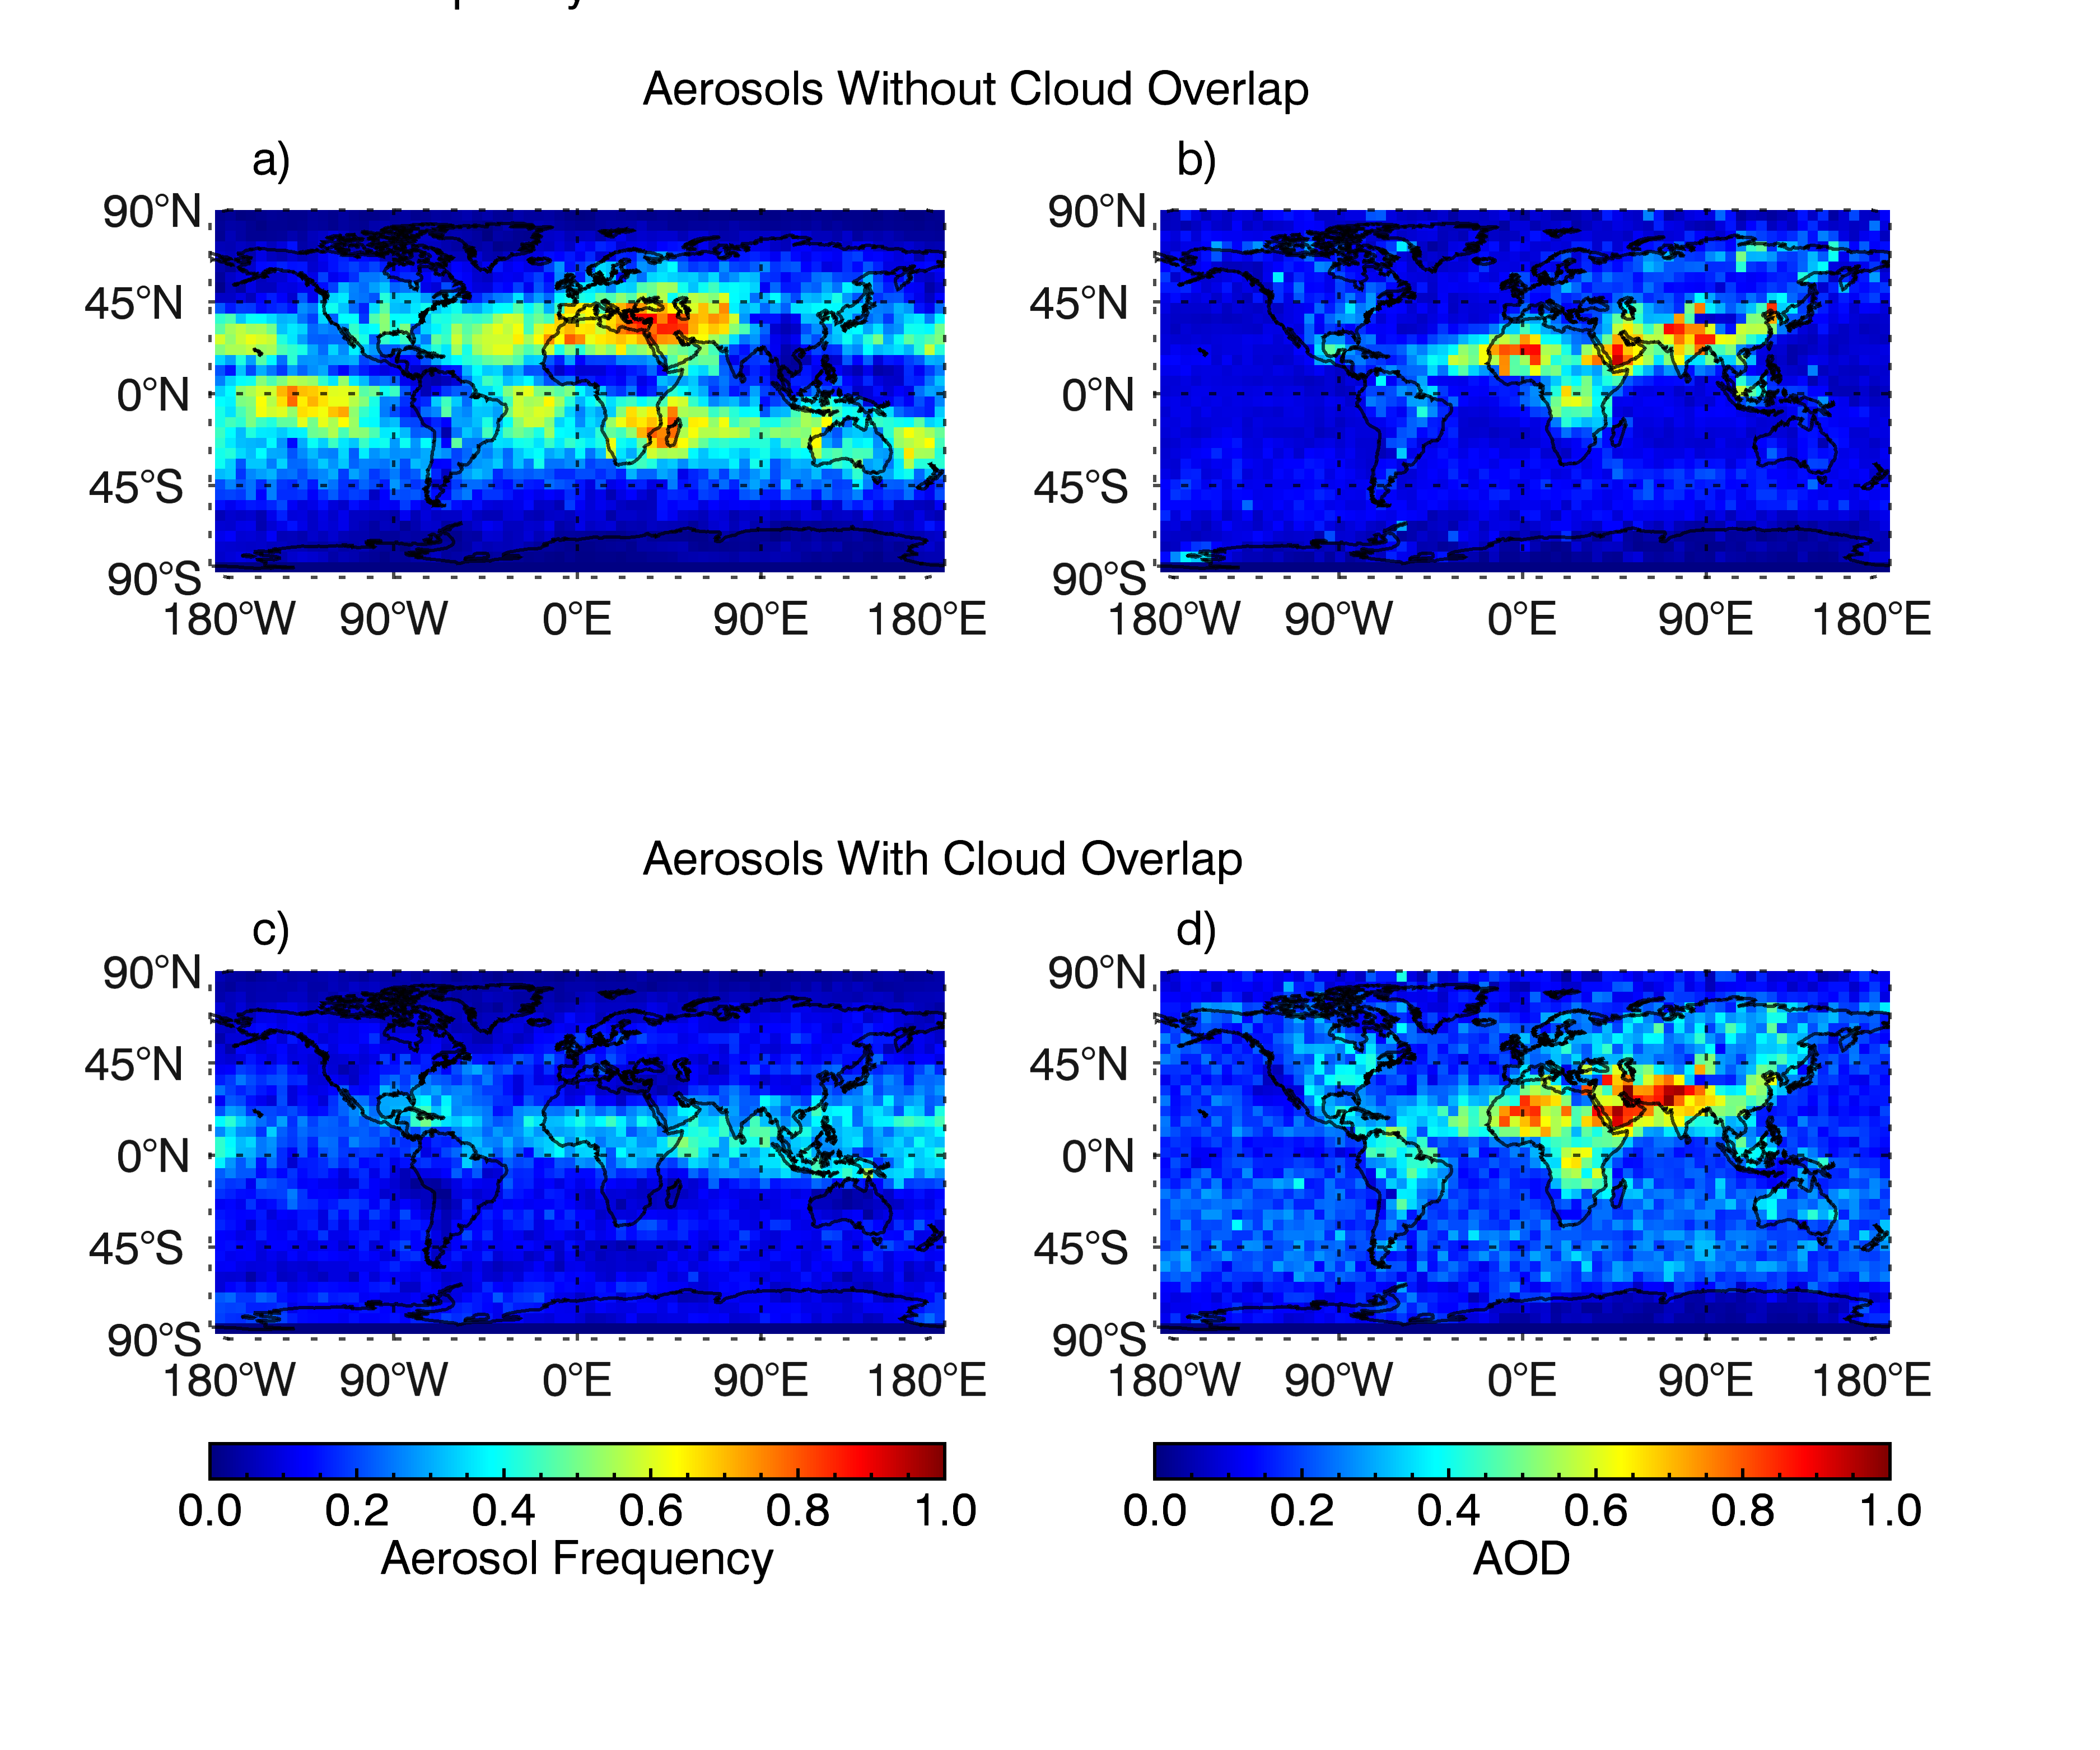 Aerosols Without Cloud Overlap
a) b)
90°N 90°N
45°N 45°N
0°N 0°N
45°S 45°S
90°S 90°S
180°W 90°W 0°E 90°E 180°E 180°W 90°W 0°E 90°E 180°E
Aerosols With Cloud Overlap
c) d)
90°N 90°N
45°N 45°N
0°N 0°N
45°S 45°S
90°S 90°S
180°W 90°W 0°E 90°E 180°E 180°W 90°W 0°E 90°E 180°E
0.0 0.2 0.4 0.6 0.8 1.0 0.0 0.2 0.4 0.6 0.8 1.0
Aerosol Frequency AOD